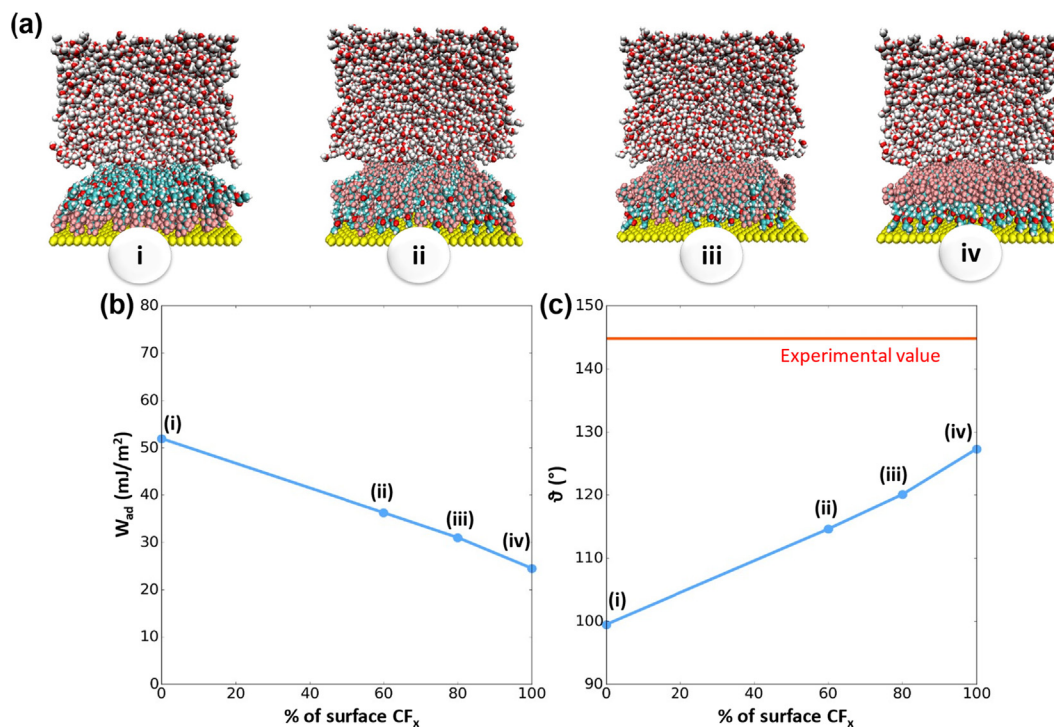 (a)
i
ii
iii
iv
(b)
80
70
60
50
40
30
20
10
0
W_ad (mJ/m²)
(i)
(ii)
(iii)
(iv)
0 20 40 60 80 100
% of surface CFₓ
(c)
150
140
130
120
110
100
90
ϑ (°)
Experimental value
(iv)
(iii)
(ii)
(i)
0 20 40 60 80 100
% of surface CFₓ